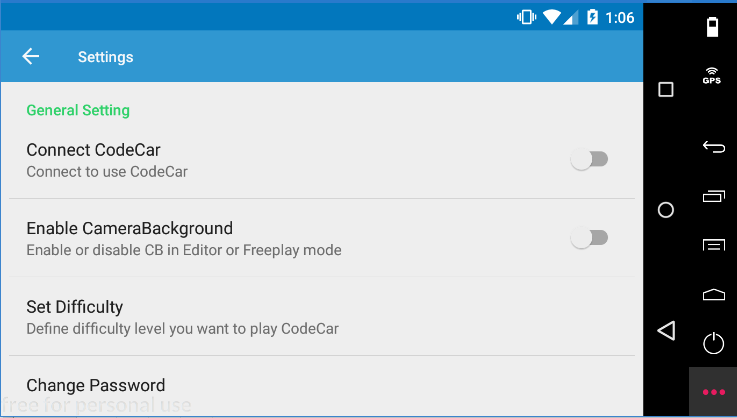 1:06
Settings
GPS
General Setting
Connect CodeCar
Connect to use CodeCar
Enable CameraBackground
Enable or disable CB in Editor or Freeplay mode
Set Difficulty
Define difficulty level you want to play CodeCar
Change Password
free for personal use